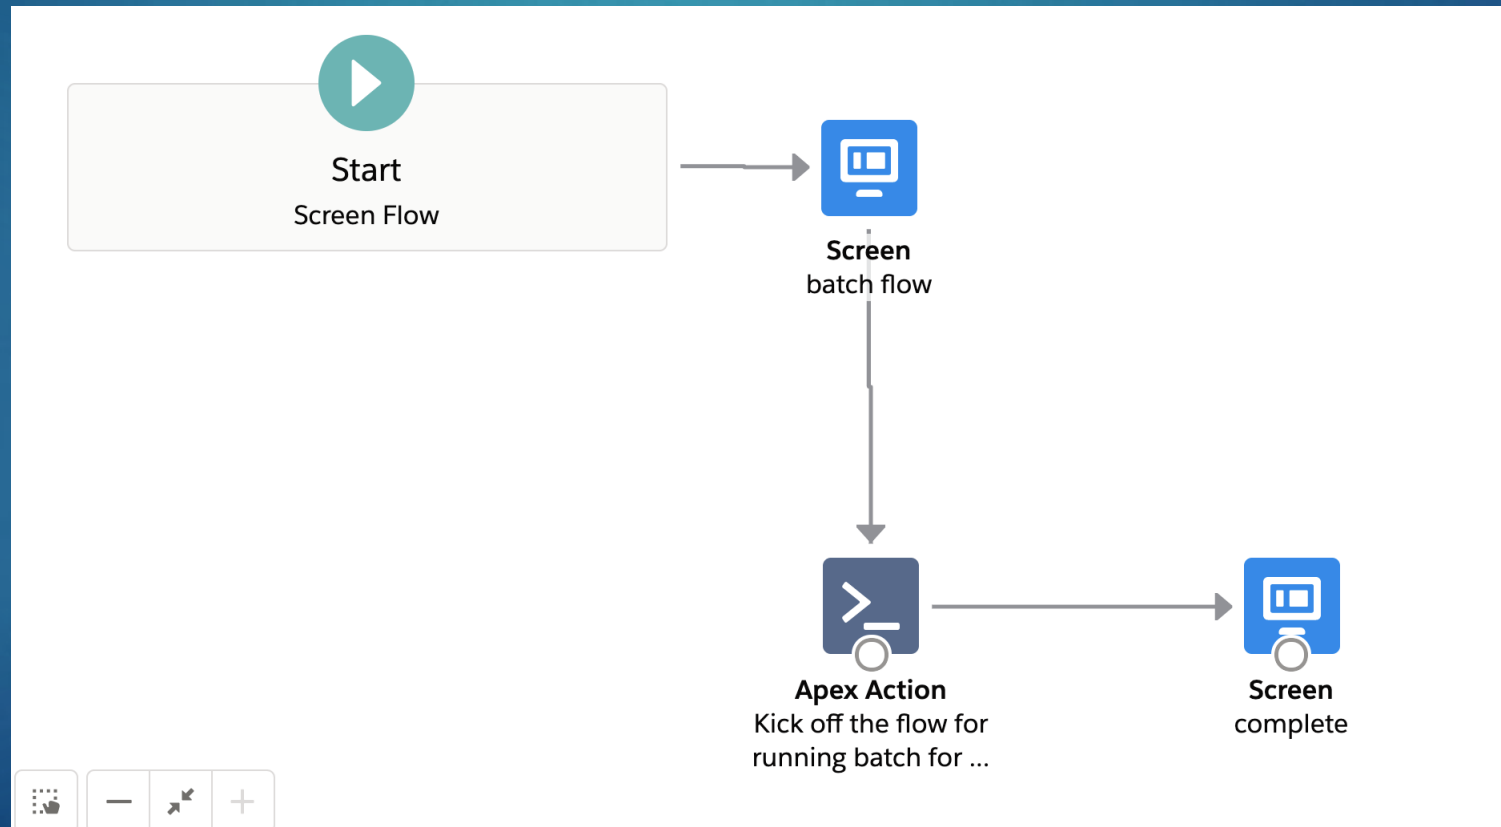 Start
Screen Flow
Screen
batch flow
Apex Action
Kick off the flow for
running batch for ...
Screen
complete